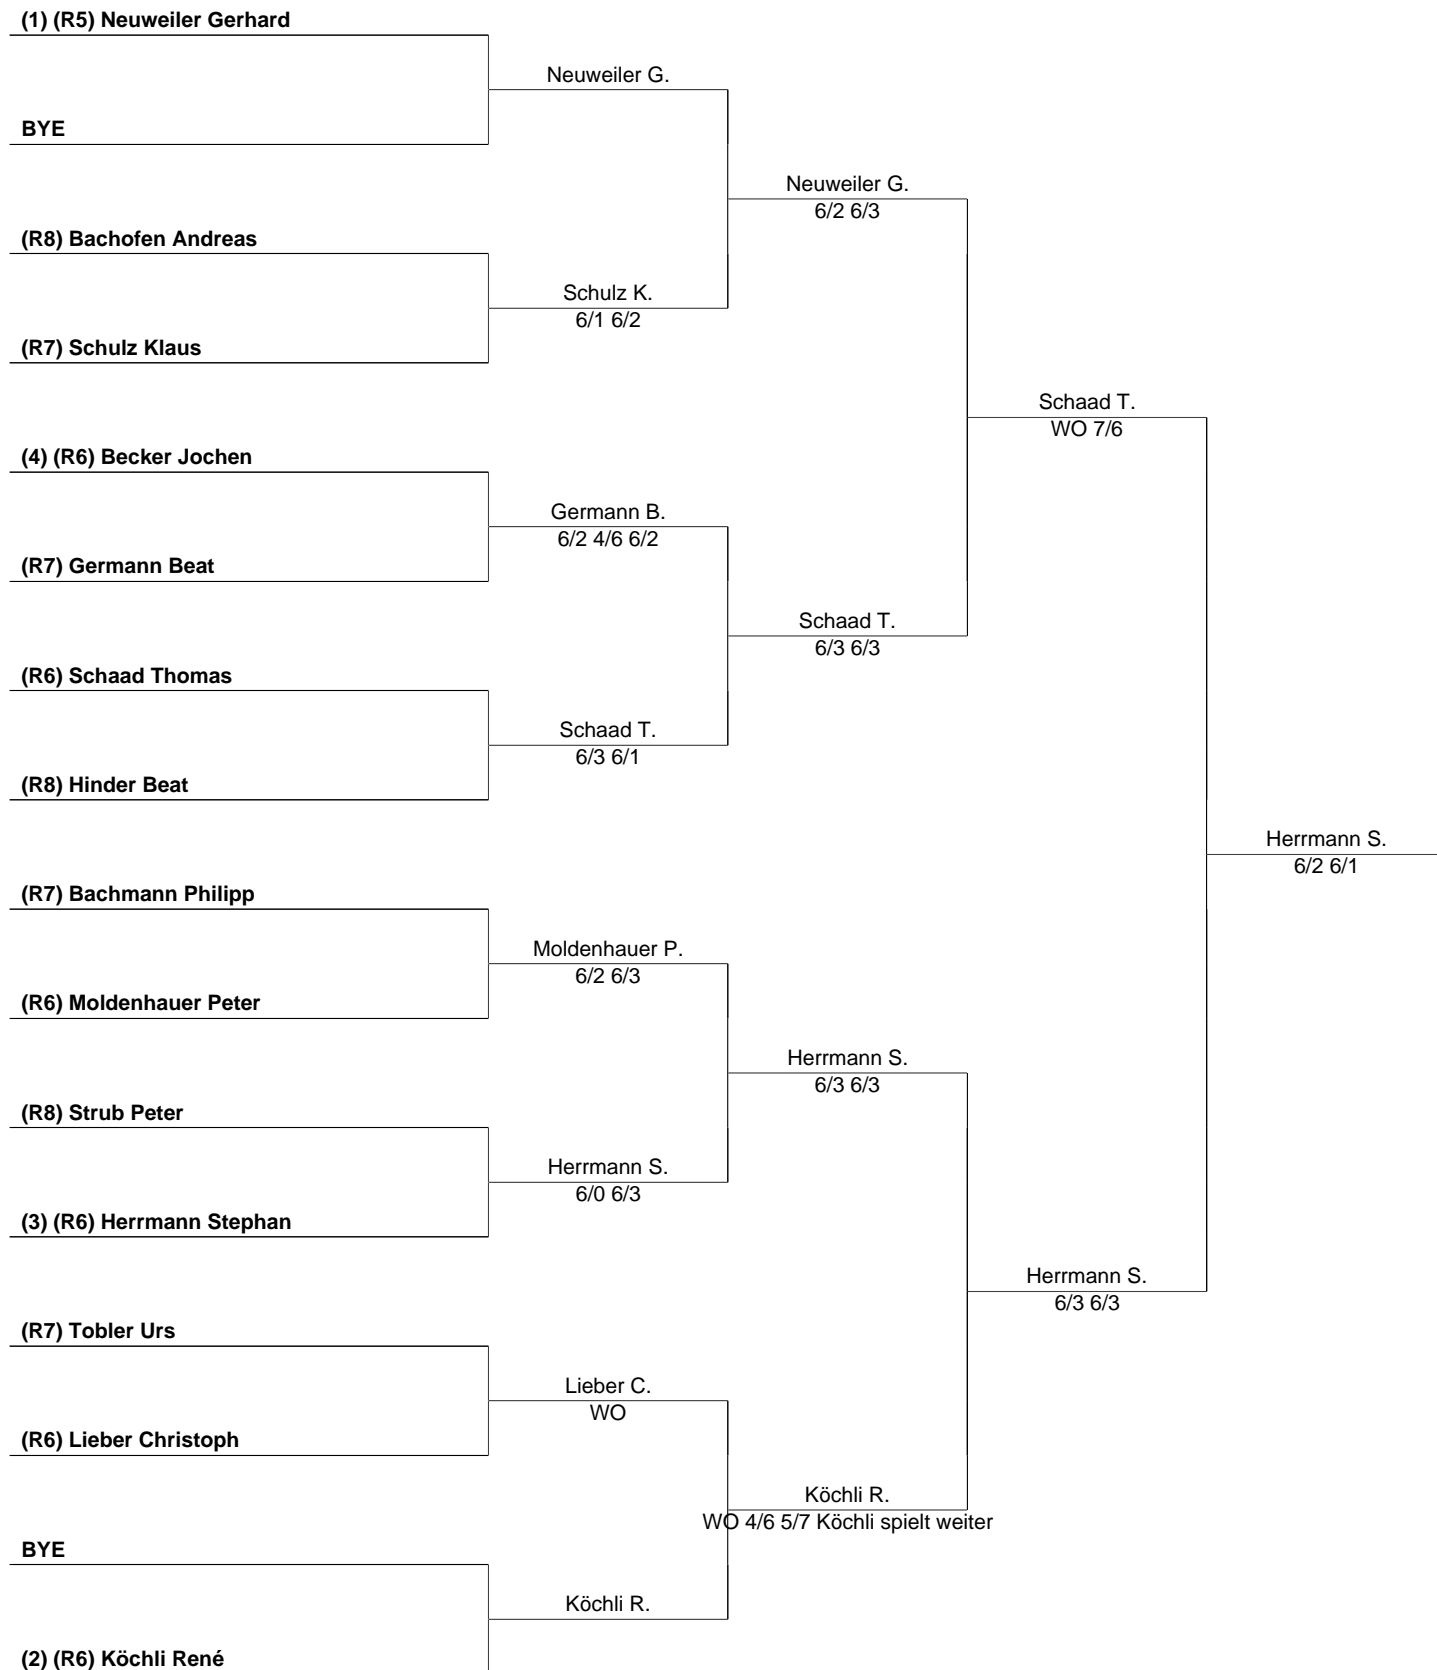 (1) (R5) Neuweiler Gerhard
Neuweiler G.
BYE
Neuweiler G.
6/2 6/3
(R8) Bachofen Andreas
Schulz K.
6/1 6/2
(R7) Schulz Klaus
Schaad T.
WO 7/6
(4) (R6) Becker Jochen
Germann B.
6/2 4/6 6/2
(R7) Germann Beat
Schaad T.
6/3 6/3
(R6) Schaad Thomas
Schaad T.
6/3 6/1
(R8) Hinder Beat
Herrmann S.
6/2 6/1
(R7) Bachmann Philipp
Moldenhauer P.
6/2 6/3
(R6) Moldenhauer Peter
Herrmann S.
6/3 6/3
(R8) Strub Peter
Herrmann S.
6/0 6/3
(3) (R6) Herrmann Stephan
Herrmann S.
6/3 6/3
(R7) Tobler Urs
Lieber C.
WO
(R6) Lieber Christoph
Köchli R.
WO 4/6 5/7 Köchli spielt weiter
BYE
Köchli R.
(2) (R6) Köchli René